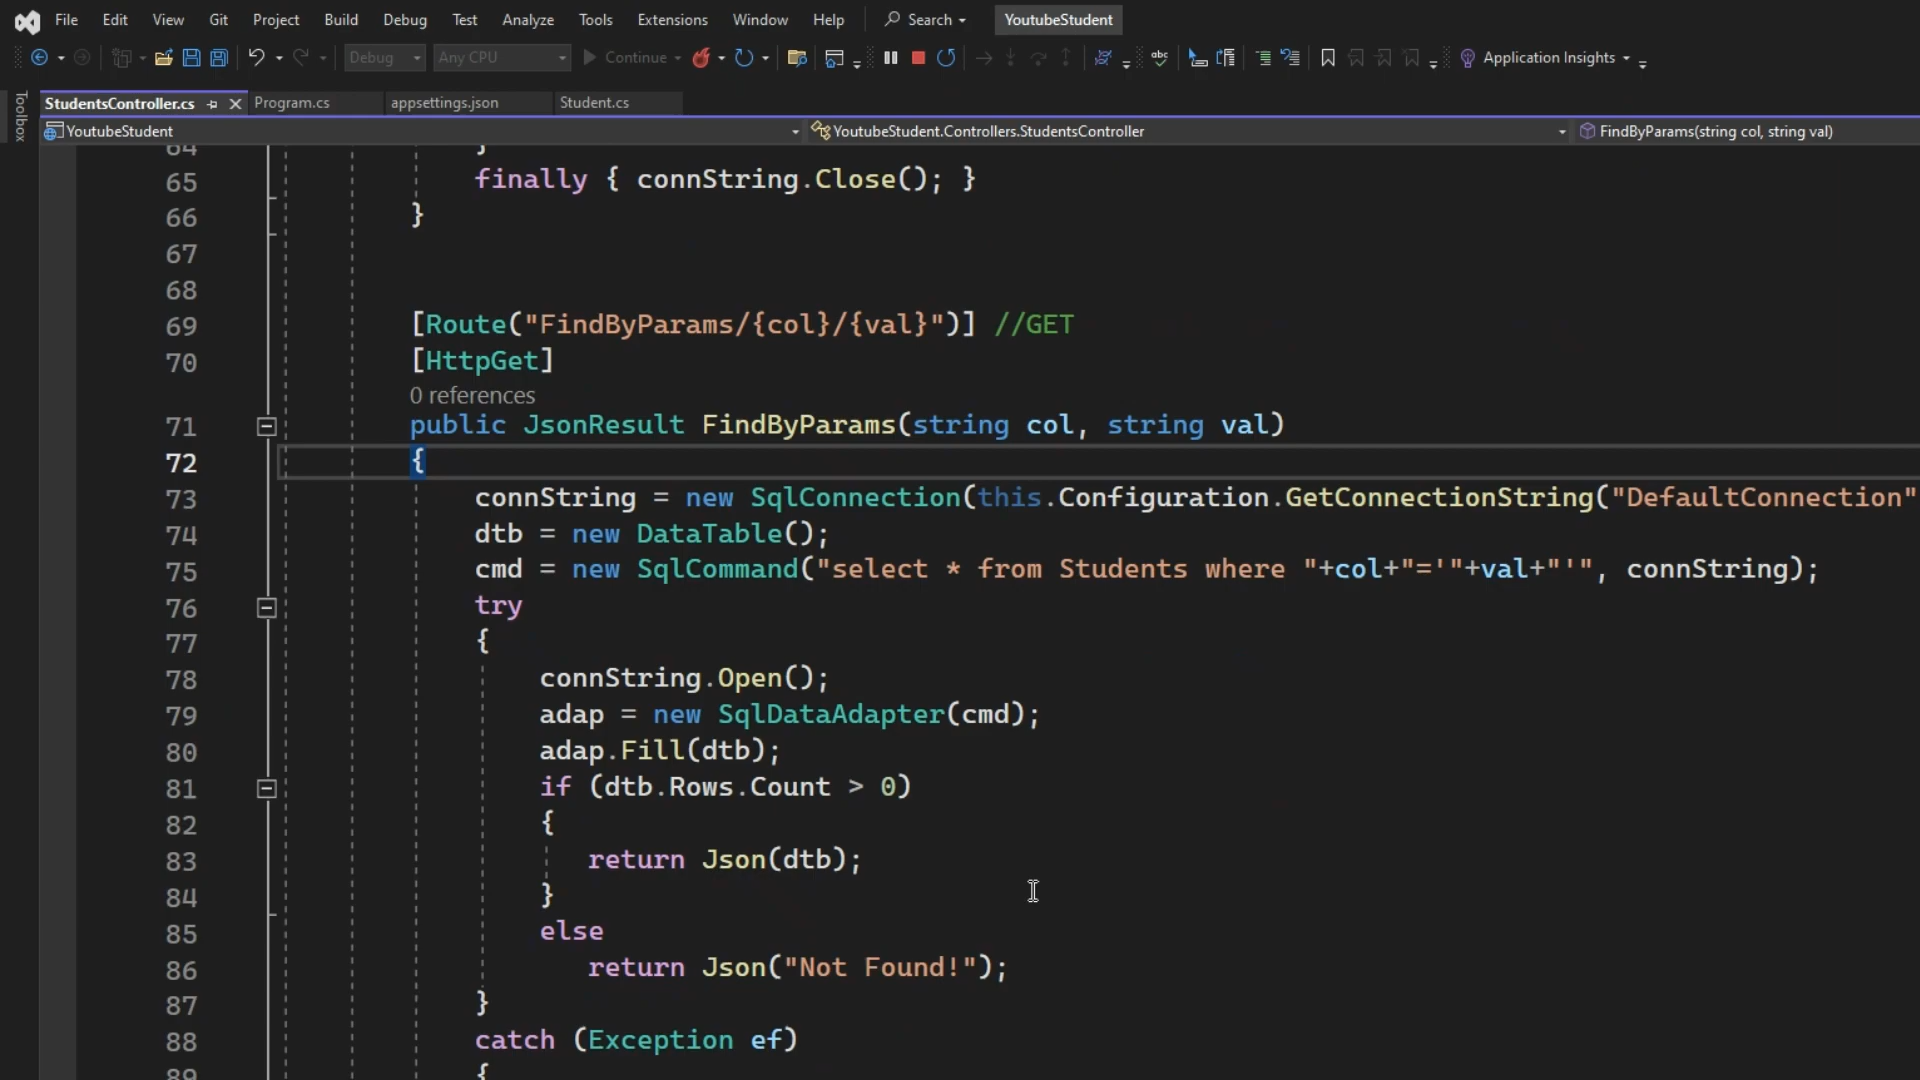 File Edit View Git Project Build Debug Test Analyze Tools Extensions Window Help Search YoutubeStudent
Debug Any CPU Continue Application Insights
Toolbox
StudentsController.cs Program.cs appsettings.json Student.cs
YoutubeStudent YoutubeStudent.Controllers.StudentsController FindByParams(string col, string val)
64 }
65 finally { connString.Close(); }
66 }
67
68
69 [Route("FindByParams/{col}/{val}")] //GET
70 [HttpGet]
0 references
71 public JsonResult FindByParams(string col, string val)
72 {
73 connString = new SqlConnection(this.Configuration.GetConnectionString("DefaultConnection"
74 dtb = new DataTable();
75 cmd = new SqlCommand("select * from Students where "+col+"='"+val+"'", connString);
76 try
77 {
78 connString.Open();
79 adap = new SqlDataAdapter(cmd);
80 adap.Fill(dtb);
81 if (dtb.Rows.Count > 0)
82 {
83 return Json(dtb);
84 }
85 else
86 return Json("Not Found!");
87 }
88 catch (Exception ef)
89 {